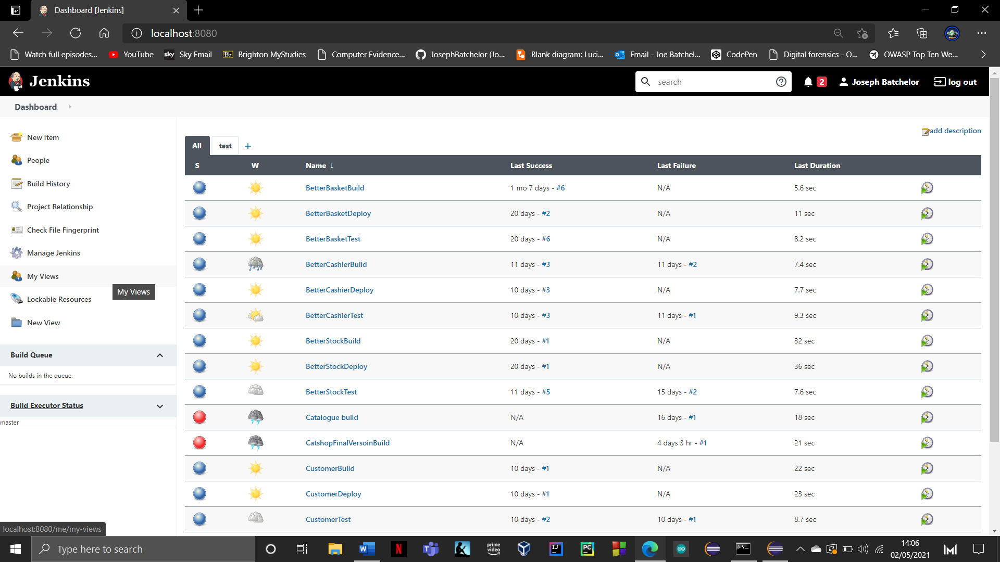 Dashboard [Jenkins]
localhost:8080
Watch full episodes... YouTube sky Sky Email Bb Brighton MyStudies Computer Evidence... JosephBatchelor (Jo... Blank diagram: Luci... Email - Joe Batchel... CodePen Digital forensics - O... OWASP Top Ten We...
Jenkins search 2 Joseph Batchelor log out
Dashboard
add description
New Item
People
Build History
Project Relationship
Check File Fingerprint
Manage Jenkins
My Views
My Views
Lockable Resources
New View
Build Queue
No builds in the queue.
Build Executor Status
master
All test +
S W Name ↓ Last Success Last Failure Last Duration
BetterBasketBuild 1 mo 7 days - #6 N/A 5.6 sec
BetterBasketDeploy 20 days - #2 N/A 11 sec
BetterBasketTest 20 days - #6 N/A 8.2 sec
BetterCashierBuild 11 days - #3 11 days - #2 7.4 sec
BetterCashierDeploy 10 days - #3 N/A 7.7 sec
BetterCashierTest 10 days - #3 11 days - #1 9.3 sec
BetterStockBuild 20 days - #1 N/A 32 sec
BetterStockDeploy 20 days - #1 N/A 36 sec
BetterStockTest 11 days - #5 15 days - #2 7.6 sec
Catalogue build N/A 16 days - #1 18 sec
CatshopFinalVersoinBuild N/A 4 days 3 hr - #1 21 sec
CustomerBuild 10 days - #1 N/A 22 sec
CustomerDeploy 10 days - #1 N/A 23 sec
CustomerTest 10 days - #2 10 days - #1 8.7 sec
localhost:8080/me/my-views
Type here to search
prime video
IJ
PC
14:06
02/05/2021